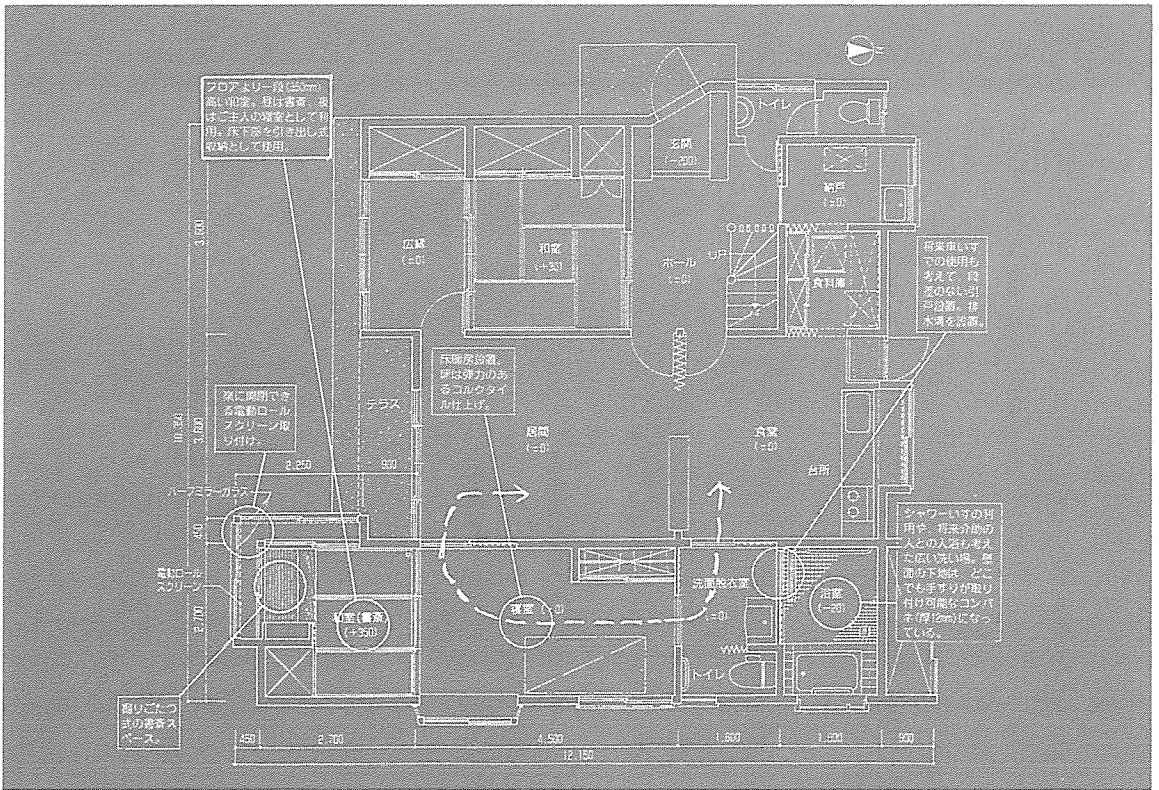 フロアより一段(350mm)
高い和室。昼は書斎、夜
はご主人の寝室として利
用。床下部を引き出し式
収納として使用。
トイレ
玄関
(-200)
納戸
(±0)
広縁
(±0)
和室
(+30)
ホール
(±0)
UP
食料庫
将来車いす
での使用も
考えて、段
差のない引
戸設置。排
水溝を設置。
床暖房設置。
床は弾力のあ
るコルクタイ
ル仕上げ。
テラス
楽に開閉でき
る電動ロール
スクリーン取
り付け。
居間
(±0)
食堂
(±0)
台所
3,600
3,600
2,250
900
450
2,700
ハーフミラーガラス
電動ロール
スクリーン
シャワーいすの利
用や、将来介助の
人との入浴も考え
た広い洗い場。壁
面の下地は、どこ
でも手すりが取り
付け可能なコンパ
ネ(厚12mm)になっ
ている。
和室(書斎)
(+350)
寝室(±0)
洗面脱衣室
(±0)
浴室
(-20)
トイレ
掘りごたつ
式の書斎ス
ペース。
450
2,700
4,500
1,800
900
12,150